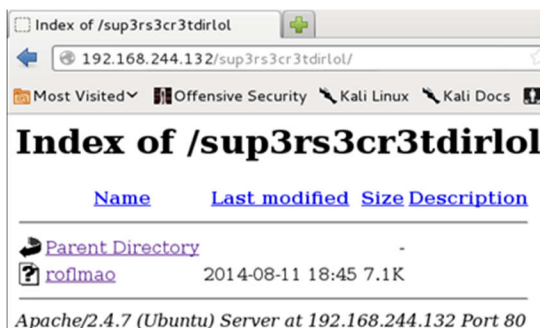 Index of /sup3rs3cr3tdirlol
192.168.244.132/sup3rs3cr3tdirlol/
Most Visited Offensive Security Kali Linux Kali Docs
Index of /sup3rs3cr3tdirlol
Name Last modified Size Description
Parent Directory -
roflmao 2014-08-11 18:45 7.1K
Apache/2.4.7 (Ubuntu) Server at 192.168.244.132 Port 80